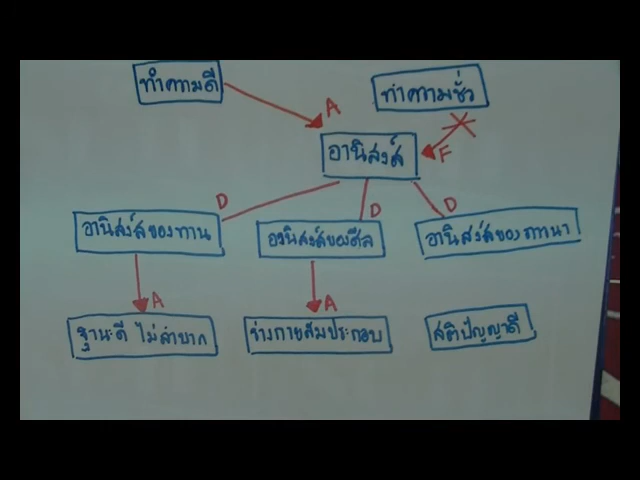 ทำความดี
ทำความชั่ว
A
อานิสงส์
F
D
D
D
อานิสงส์ของทาน
อานิสงส์ของศีล
อานิสงส์ของภาวนา
A
A
ฐานะดี ไม่ลำบาก
ร่างกายสมประกอบ
สติปัญญาดี